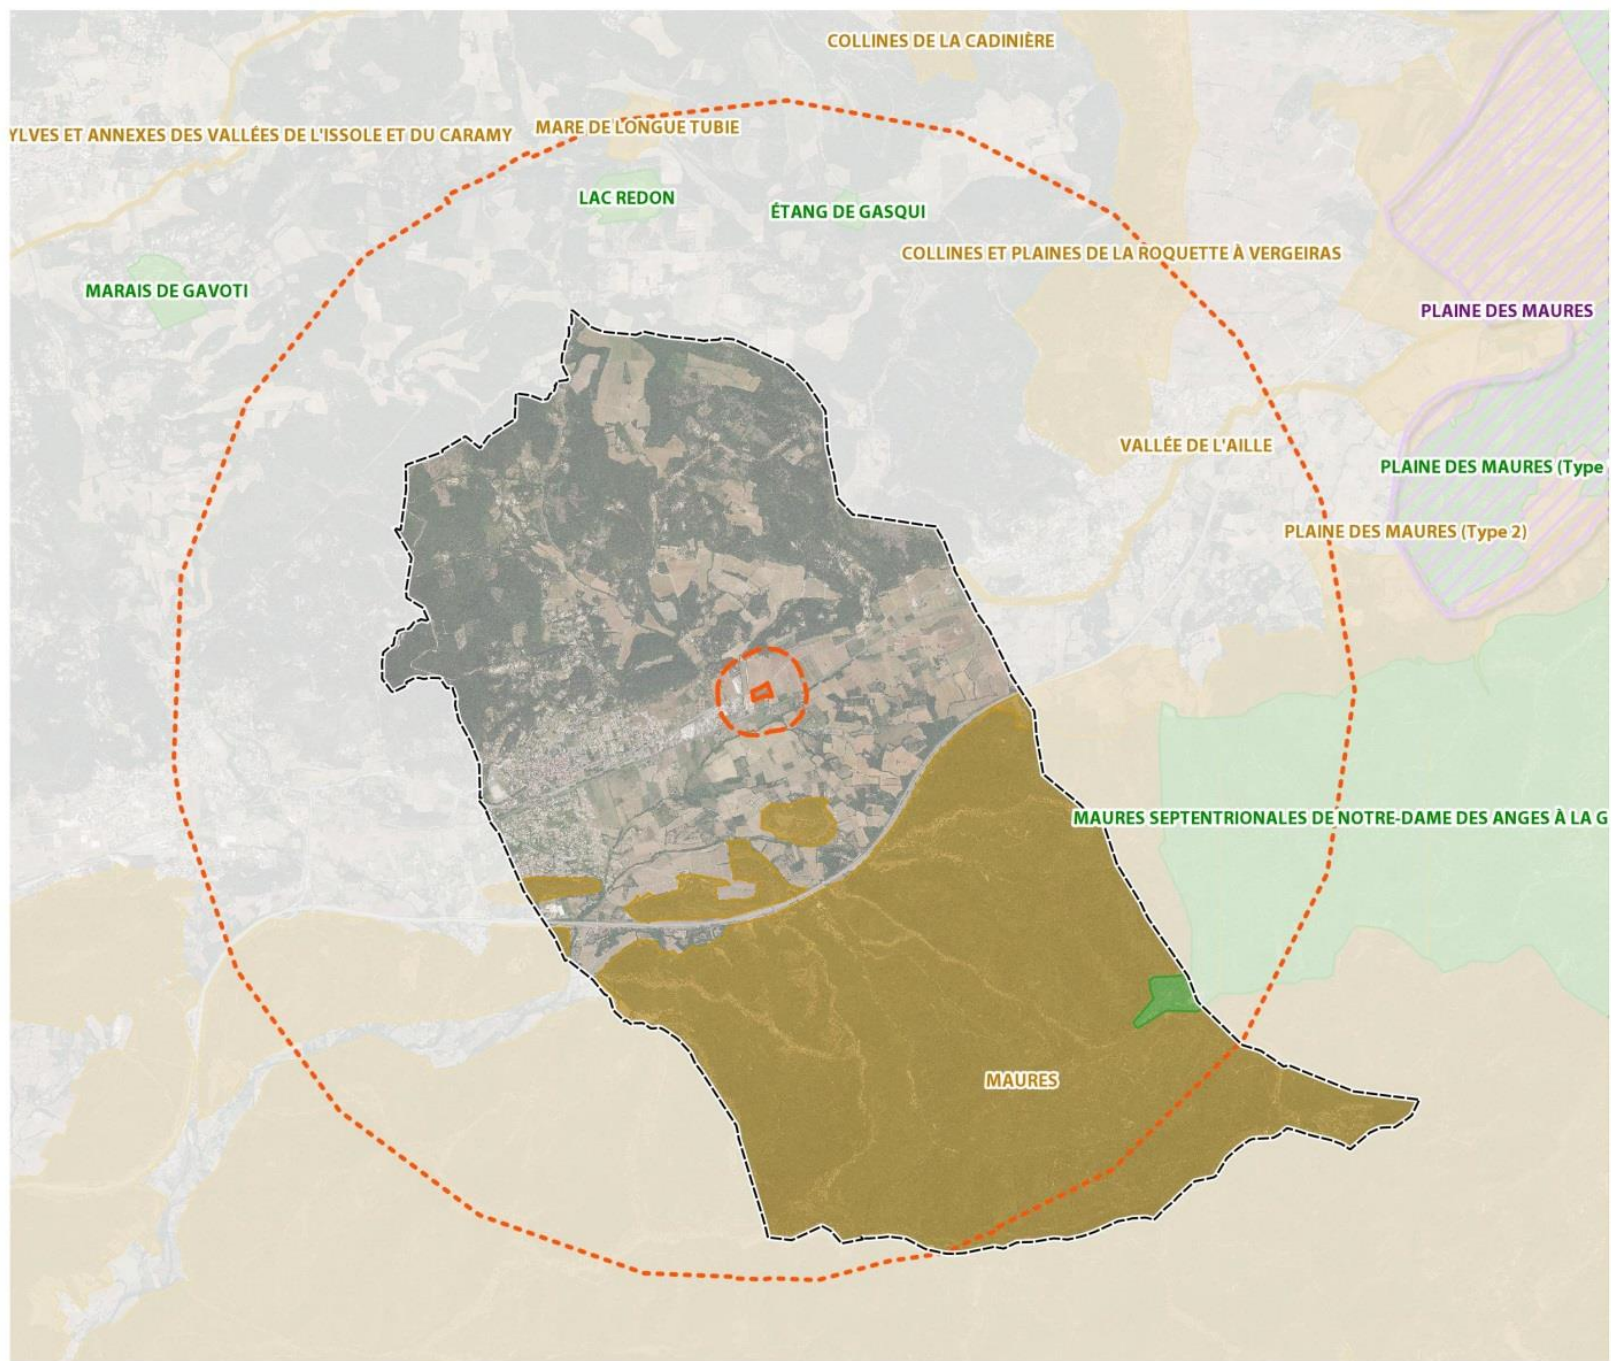 COLLINES DE LA CADINIÈRE
YLVES ET ANNEXES DES VALLÉES DE L'ISSOLE ET DU CARAMY
MARE DE LONGUE TUBIE
LAC REDON
ÉTANG DE GASQUI
COLLINES ET PLAINES DE LA ROQUETTE À VERGEIRAS
MARAIS DE GAVOTI
PLAINE DES MAURES
VALLÉE DE L'AILLE
PLAINE DES MAURES (Type
PLAINE DES MAURES (Type 2)
MAURES SEPTENTRIONALES DE NOTRE-DAME DES ANGES À LA G
MAURES